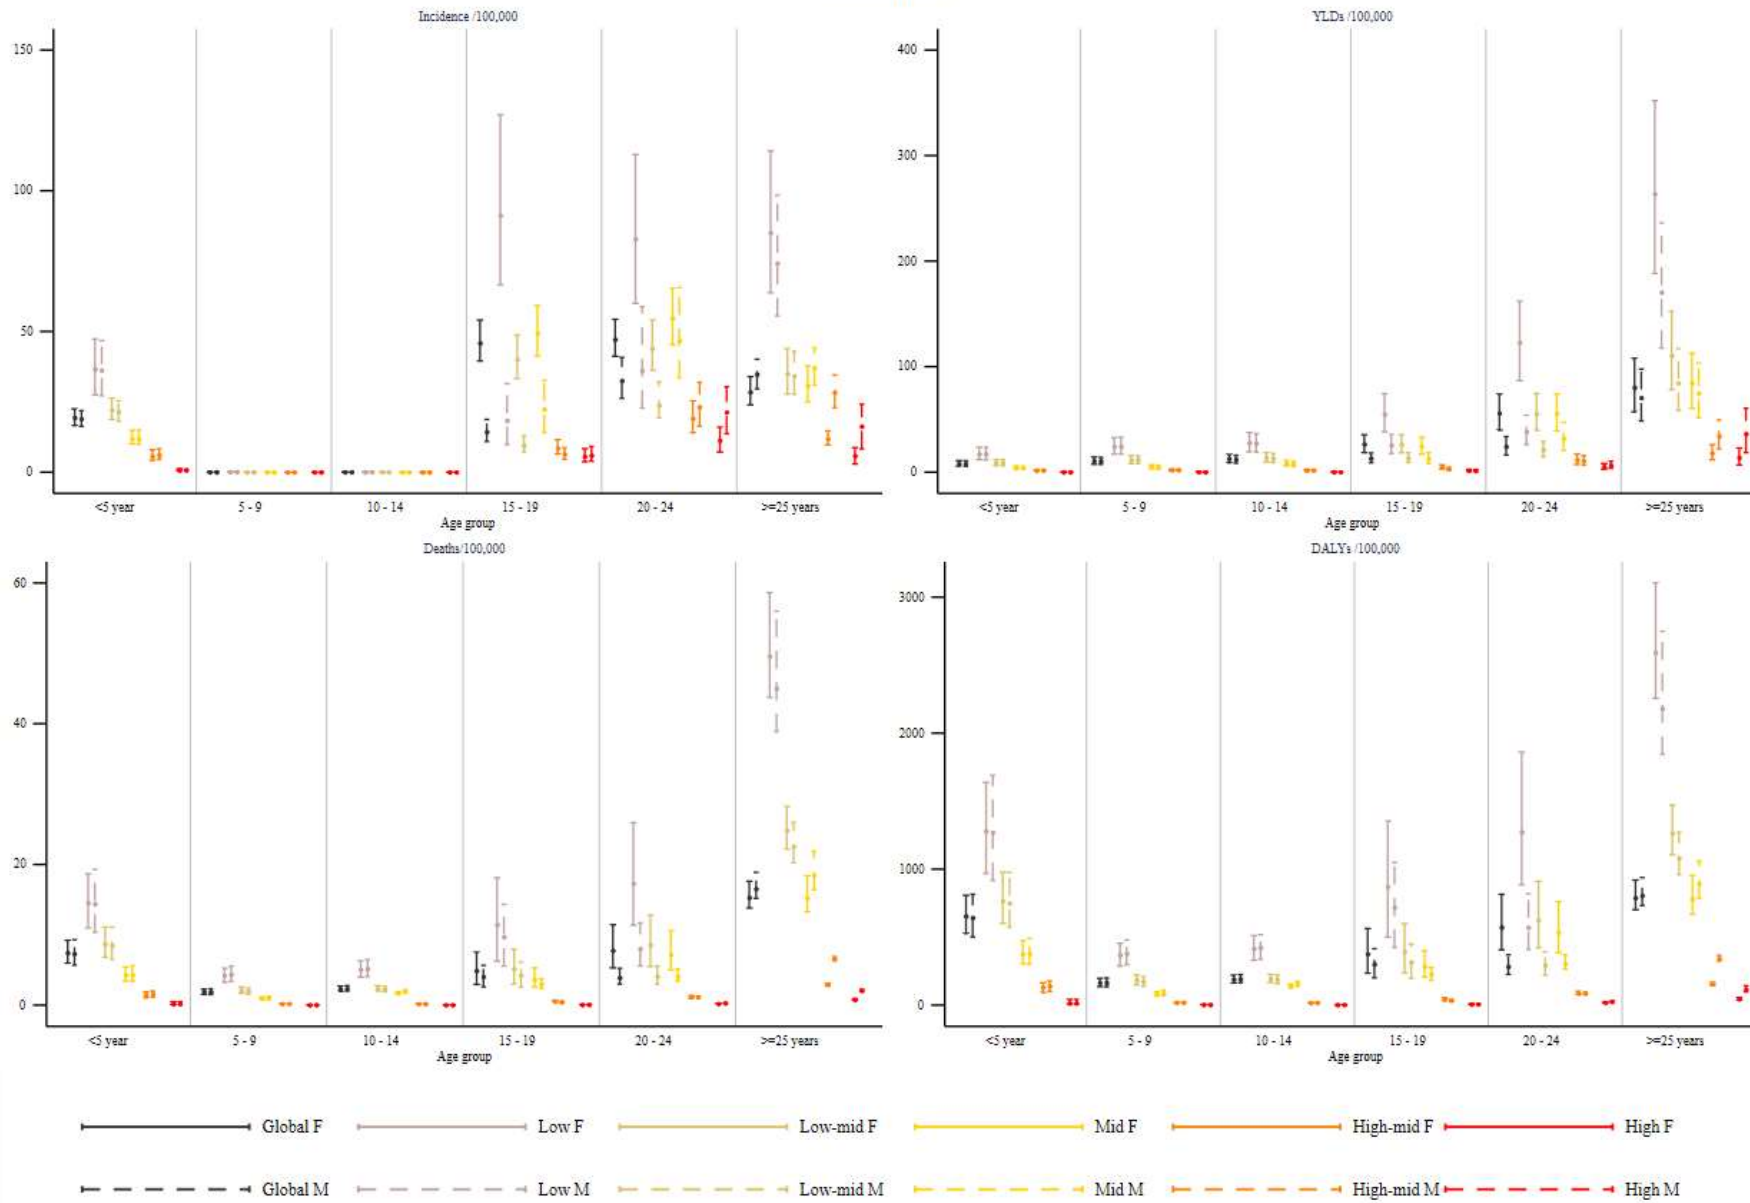 Incidence /100,000
YLDs /100,000
150
100
50
0
400
300
200
100
0
<5 year 5 - 9 10 - 14 15 - 19 20 - 24 >=25 years
Age group
<5 year 5 - 9 10 - 14 15 - 19 20 - 24 >=25 years
Age group
Deaths/100,000
DALYs /100,000
60
40
20
0
3000
2000
1000
0
<5 year 5 - 9 10 - 14 15 - 19 20 - 24 >=25 years
Age group
<5 year 5 - 9 10 - 14 15 - 19 20 - 24 >=25 years
Age group
Global F Low F Low-mid F Mid F High-mid F High F
Global M Low M Low-mid M Mid M High-mid M High M